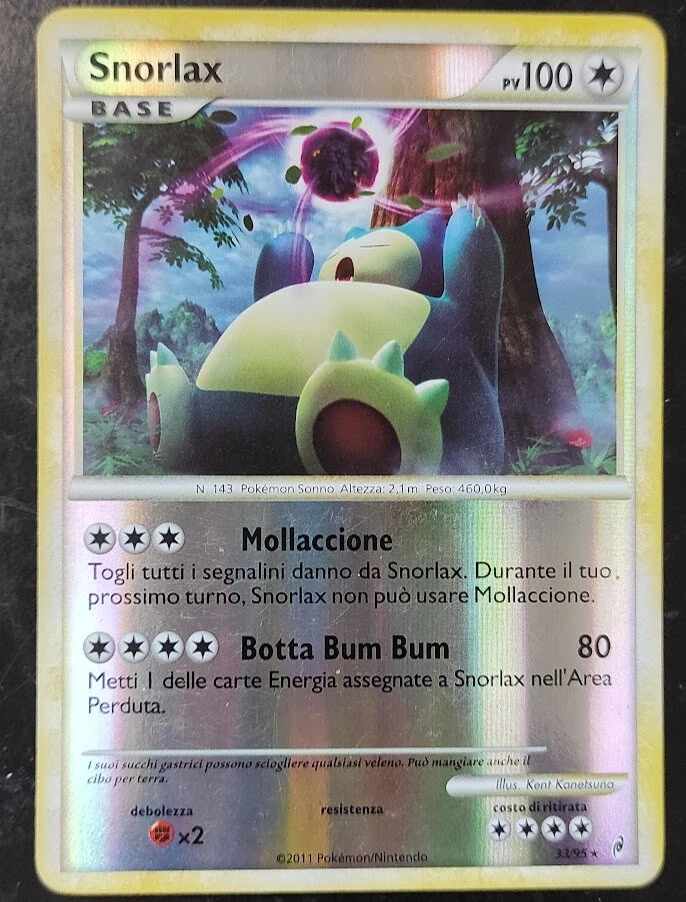 Snorlax
PV100
BASE
N. 143 Pokémon Sonno Altezza: 2,1m Peso: 460,0kg
Mollaccione
Togli tutti i segnalini danno da Snorlax. Durante il tuo
prossimo turno, Snorlax non può usare Mollaccione.
Botta Bum Bum 80
Metti 1 delle carte Energia assegnate a Snorlax nell'Area
Perduta.
I suoi succhi gastrici possono sciogliere qualsiasi veleno. Può mangiare anche il
cibo per terra.
Illus. Kent Kanetsuna
debolezza resistenza costo di ritirata
x2
©2011 Pokémon/Nintendo
33/95